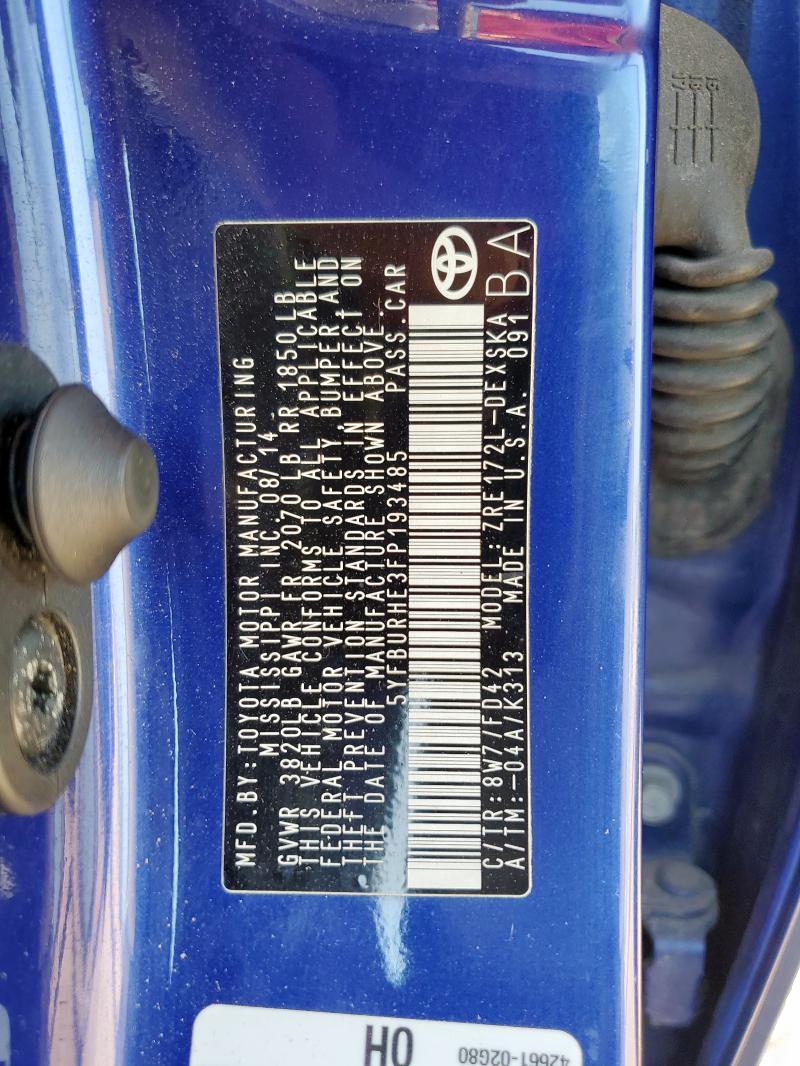 MFD.BY:TOYOTA MOTOR MANUFACTURING
MISSISSIPPI INC.08/14
GVWR 3820LB GAWR FR 2070 LB RR 1850LB
THIS VEHICLE CONFORMS TO ALL APPLICABLE
FEDERAL MOTOR VEHICLE SAFETY, BUMPER AND
THEFT PREVENTION STANDARDS IN EFFECT ON
THE DATE OF MANUFACTURE SHOWN ABOVE.
5YFBURHE3FP193485 PASS.CAR
C/TR:8W7/FD42 MODEL:ZRE172L-DEXSKA
A/TM:-04A/K313 MADE IN U.S.A. 091
BA
OH
42661-02G80